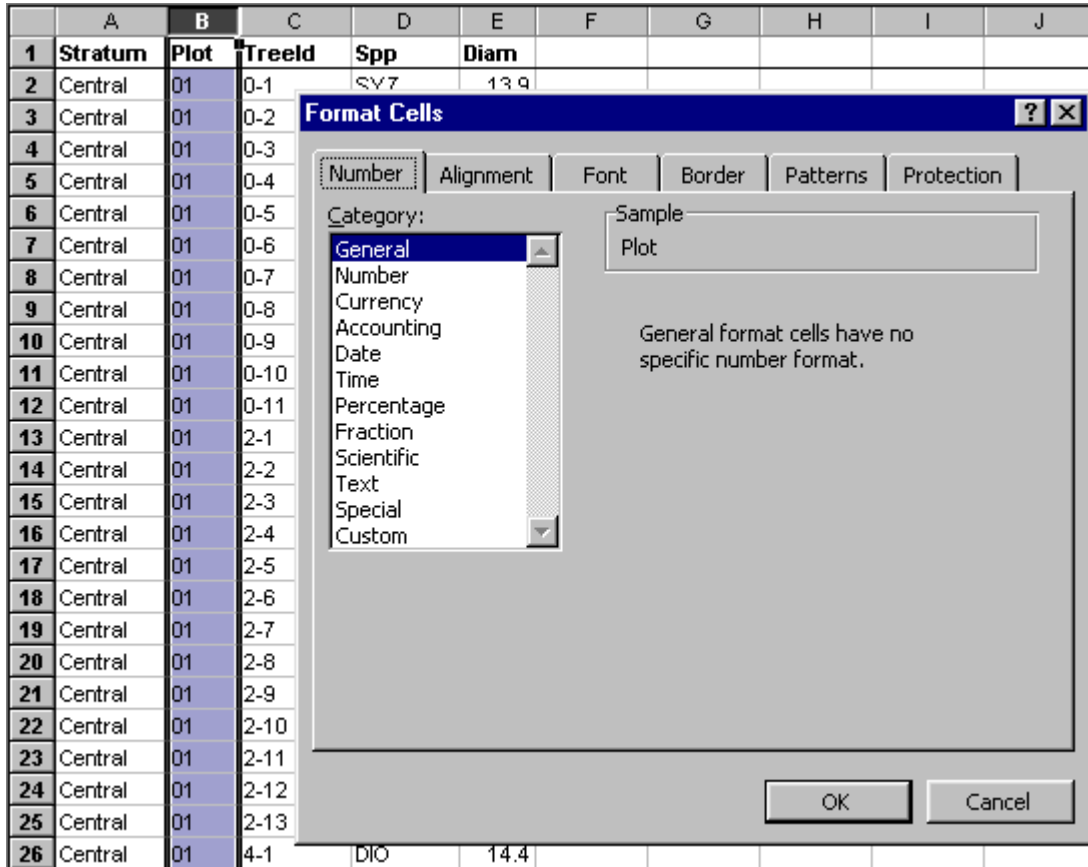 A B C D E F G H I J
1 Stratum Plot TreeId Spp Diam
2 Central 01 0-1 SYZ 13.9
3 Central 01 0-2
Format Cells
4 Central 01 0-3
5 Central 01 0-4
Number Alignment Font Border Patterns Protection
6 Central 01 0-5
Category: Sample
7 Central 01 0-6
General Plot
8 Central 01 0-7
Number
9 Central 01 0-8
Currency
10 Central 01 0-9
Accounting General format cells have no
11 Central 01 0-10
Date specific number format.
Time
12 Central 01 0-11
Percentage
13 Central 01 2-1
Fraction
14 Central 01 2-2
Scientific
15 Central 01 2-3
Text
Special
16 Central 01 2-4
Custom
17 Central 01 2-5
18 Central 01 2-6
19 Central 01 2-7
20 Central 01 2-8
21 Central 01 2-9
22 Central 01 2-10
23 Central 01 2-11
24 Central 01 2-12
OK Cancel
25 Central 01 2-13
26 Central 01 4-1 DIO 14.4